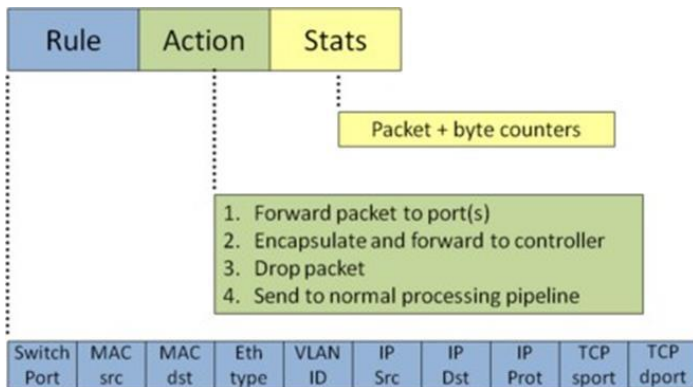 Rule Action Stats
Packet + byte counters
1. Forward packet to port(s)
2. Encapsulate and forward to controller
3. Drop packet
4. Send to normal processing pipeline
Switch MAC MAC Eth VLAN IP IP IP TCP TCP
Port src dst type ID Src Dst Prot sport dport